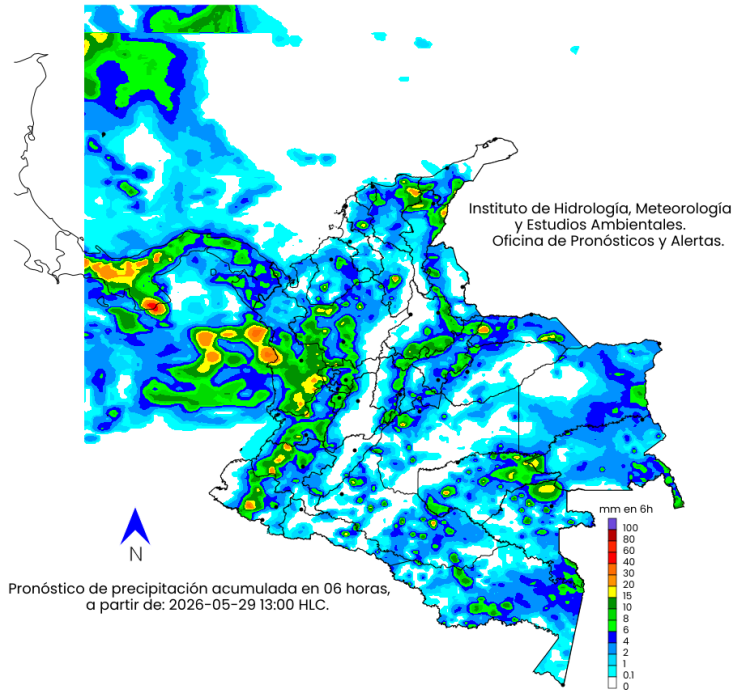 Instituto de Hidrología, Meteorología
y Estudios Ambientales.
Oficina de Pronósticos y Alertas.
N
Pronóstico de precipitación acumulada en 06 horas,
a partir de: 2026-05-29 13:00 HLC.
mm en 6h
100
80
60
40
30
20
15
10
8
6
4
2
1
0.1
0